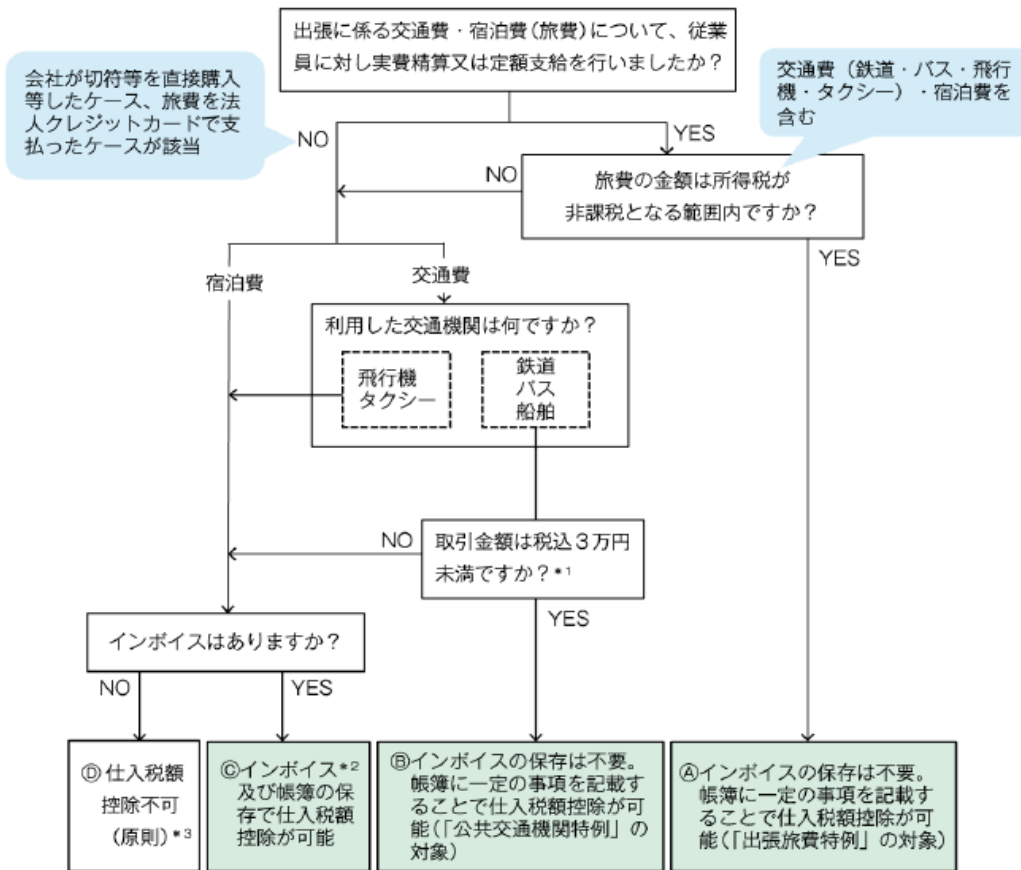 出張に係る交通費・宿泊費(旅費)について、従業
員に対し実費精算又は定額支給を行いましたか？
会社が切符等を直接購入
等したケース、旅費を法
人クレジットカードで支
払ったケースが該当
交通費（鉄道・バス・飛行
機・タクシー）・宿泊費を
含む
NO
YES
NO
旅費の金額は所得税が
非課税となる範囲内ですか？
YES
宿泊費
交通費
利用した交通機関は何ですか？
飛行機
タクシー
鉄道
バス
船舶
NO
取引金額は税込３万円
未満ですか？*1
YES
インボイスはありますか？
NO
YES
Ⓓ仕入税額
控除不可
(原則)*3
Ⓒインボイス*2
及び帳簿の保
存で仕入税額
控除が可能
Ⓑインボイスの保存は不要。
帳簿に一定の事項を記載す
ることで仕入税額控除が可
能(「公共交通機関特例」の
対象)
Ⓐインボイスの保存は不要。
帳簿に一定の事項を記載す
ることで仕入税額控除が可
能(「出張旅費特例」の対象)